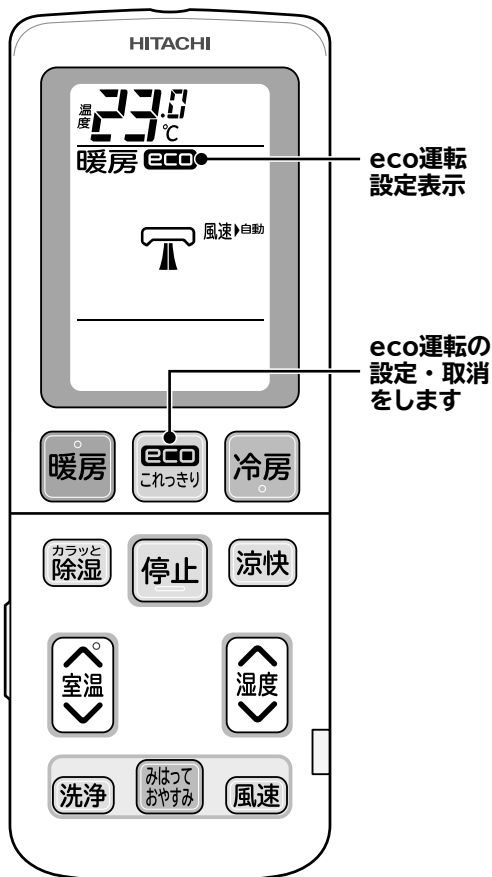 HITACHI
温度 23.0℃
暖房 eco
eco運転
設定表示
風速 自動
eco運転の
設定・取消
をします
暖房
eco
これっきり
冷房
カラッと
除湿
停止
涼快
室温
湿度
洗浄
みはって
おやすみ
風速